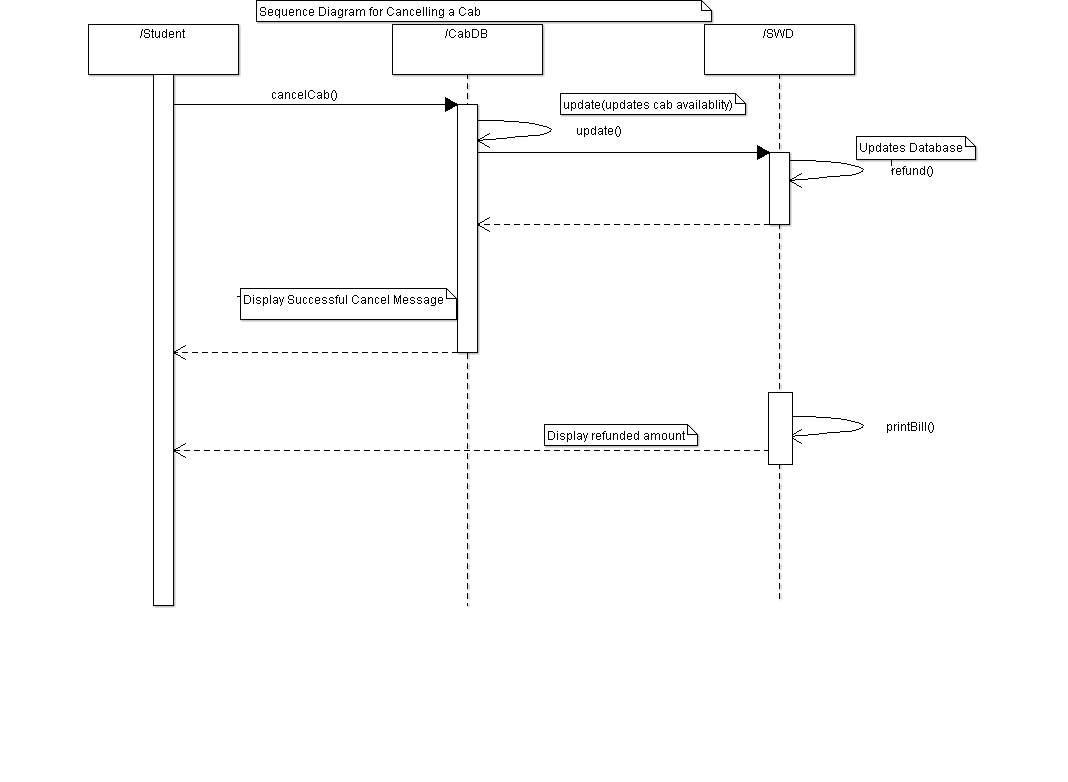 Sequence Diagram for Cancelling a Cab
/Student
/CabDB
/SWD
cancelCab()
update(updates cab availablity)
update()
Updates Database
refund()
Display Successful Cancel Message
Display refunded amount
printBill()